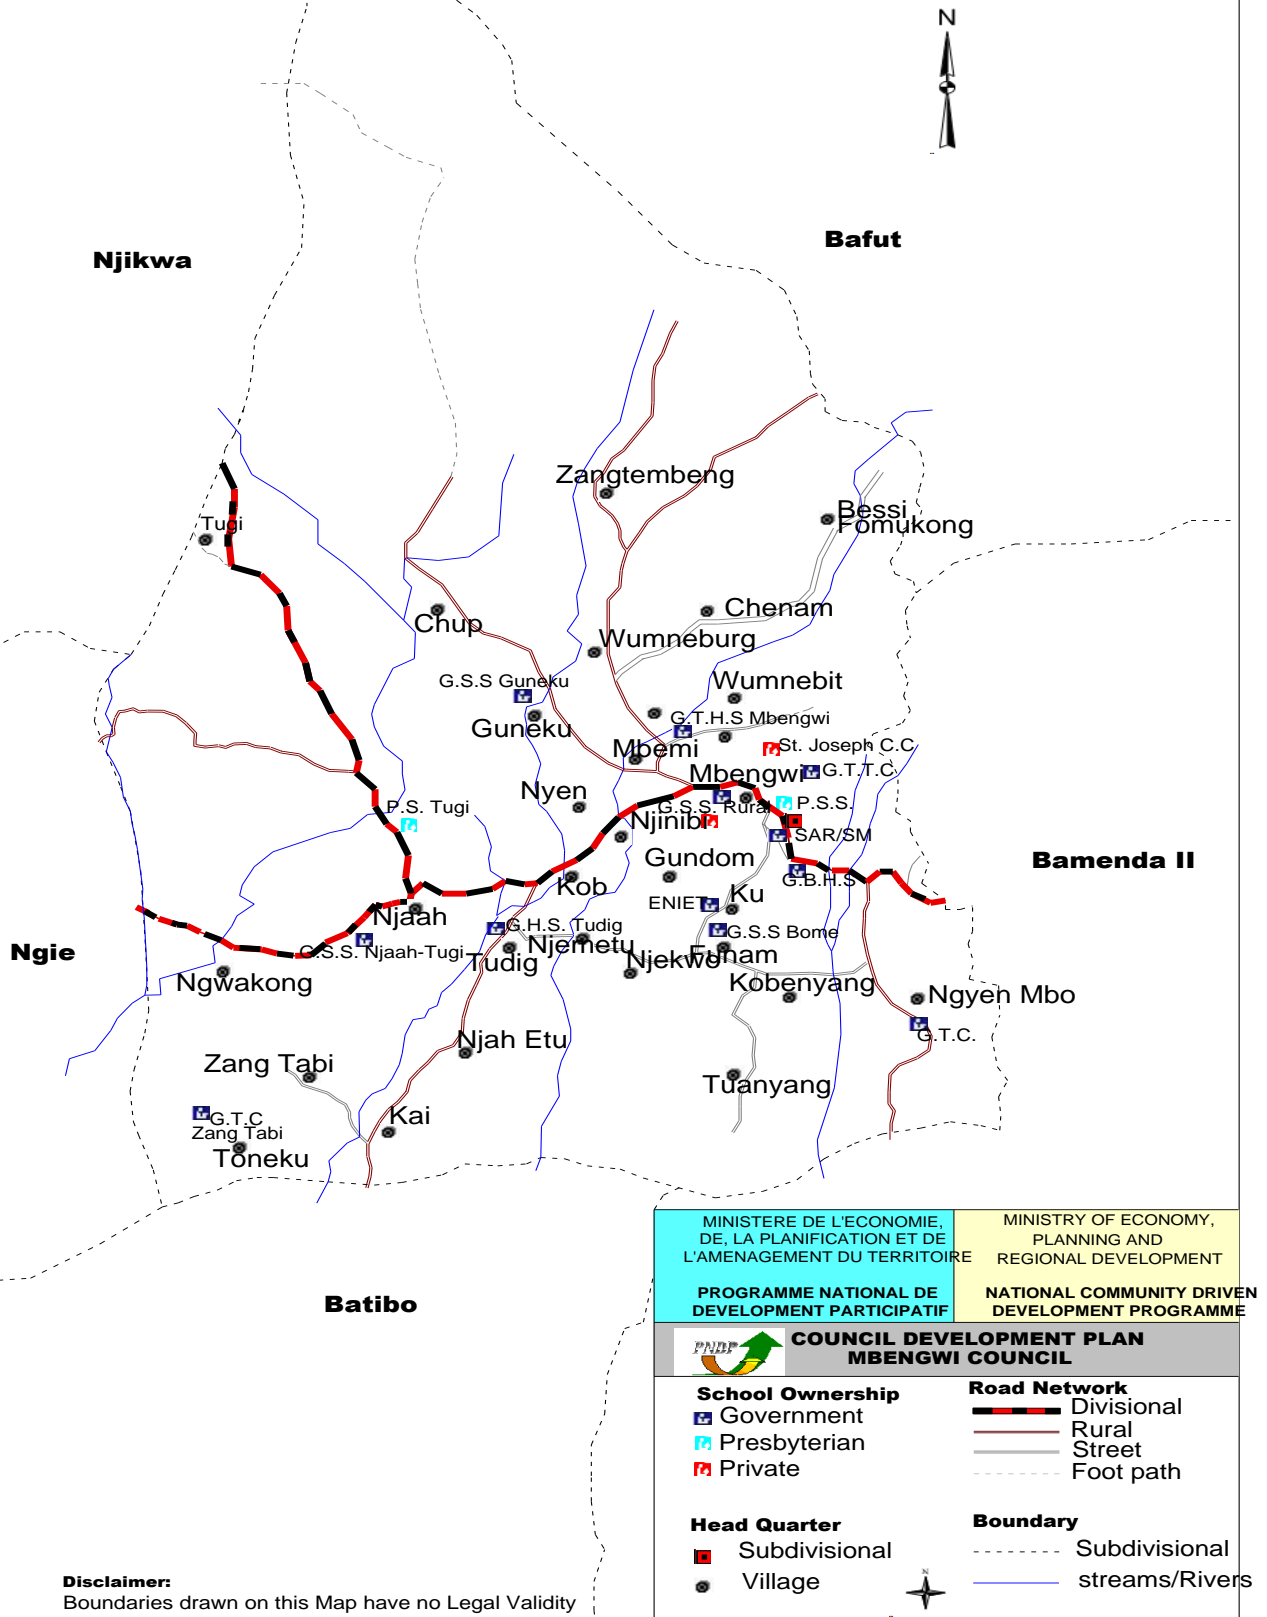 N
Bafut
Njikwa
Zangtembeng
Bessi
Fomukong
Tugi
Chenam
Chup
Wumneburg
G.S.S Guneku
Wumnebit
Guneku
G.T.H.S Mbengwi
Mbemi
St. Joseph C.C
Mbengwi
G.T.T.C
Nyen
P.S. Tugi
G.S.S. Rural
P.S.S.
Njinibi
SAR/SM
Gundom
Bamenda II
Kob
G.B.H.S
ENIET
Ku
Njaah
G.H.S. Tudig
G.S.S Bome
Ngie
G.S.S. Njaah-Tugi
Njemetu
Tudig
Njekwo
Funam
Ngwakong
Kobenyang
Ngyen Mbo
G.T.C.
Njah Etu
Zang Tabi
Tuanyang
G.T.C
Zang Tabi
Kai
Toneku
Batibo
MINISTERE DE L'ECONOMIE,
DE, LA PLANIFICATION ET DE
L'AMENAGEMENT DU TERRITOIRE
PROGRAMME NATIONAL DE
DEVELOPMENT PARTICIPATIF
MINISTRY OF ECONOMY,
PLANNING AND
REGIONAL DEVELOPMENT
NATIONAL COMMUNITY DRIVEN
DEVELOPMENT PROGRAMME
PNDP
COUNCIL DEVELOPMENT PLAN
MBENGWI COUNCIL
School Ownership
Government
Presbyterian
Private
Road Network
Divisional
Rural
Street
Foot path
Head Quarter
Subdivisional
Village
Boundary
Subdivisional
streams/Rivers
N
Disclaimer:
Boundaries drawn on this Map have no Legal Validity